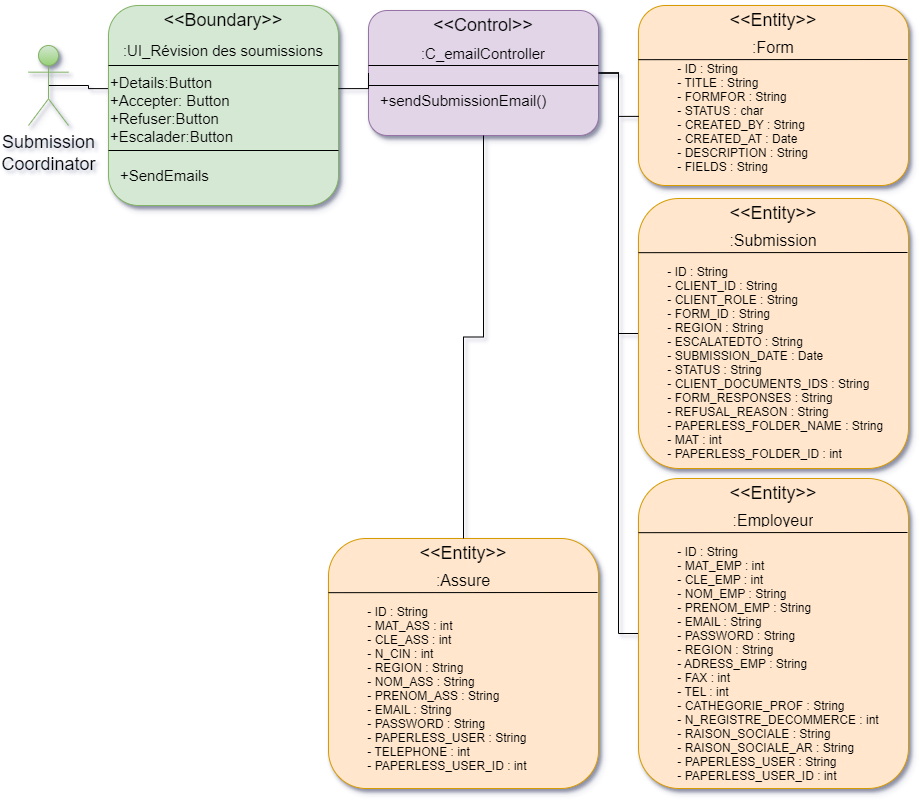 Submission
Coordinator
<<Boundary>>
:UI_Révision des soumissions
+Details:Button
+Accepter: Button
+Refuser:Button
+Escalader:Button
+SendEmails
<<Control>>
:C_emailController
+sendSubmissionEmail()
<<Entity>>
:Form
- ID : String
- TITLE : String
- FORMFOR : String
- STATUS : char
- CREATED_BY : String
- CREATED_AT : Date
- DESCRIPTION : String
- FIELDS : String
<<Entity>>
:Submission
- ID : String
- CLIENT_ID : String
- CLIENT_ROLE : String
- FORM_ID : String
- REGION : String
- ESCALATEDTO : String
- SUBMISSION_DATE : Date
- STATUS : String
- CLIENT_DOCUMENTS_IDS : String
- FORM_RESPONSES : String
- REFUSAL_REASON : String
- PAPERLESS_FOLDER_NAME : String
- MAT : int
- PAPERLESS_FOLDER_ID : int
<<Entity>>
:Employeur
- ID : String
- MAT_EMP : int
- CLE_EMP : int
- NOM_EMP : String
- PRENOM_EMP : String
- EMAIL : String
- PASSWORD : String
- REGION : String
- ADRESS_EMP : String
- FAX : int
- TEL : int
- CATHEGORIE_PROF : String
- N_REGISTRE_DECOMMERCE : int
- RAISON_SOCIALE : String
- RAISON_SOCIALE_AR : String
- PAPERLESS_USER : String
- PAPERLESS_USER_ID : int
<<Entity>>
:Assure
- ID : String
- MAT_ASS : int
- CLE_ASS : int
- N_CIN : int
- REGION : String
- NOM_ASS : String
- PRENOM_ASS : String
- EMAIL : String
- PASSWORD : String
- PAPERLESS_USER : String
- TELEPHONE : int
- PAPERLESS_USER_ID : int